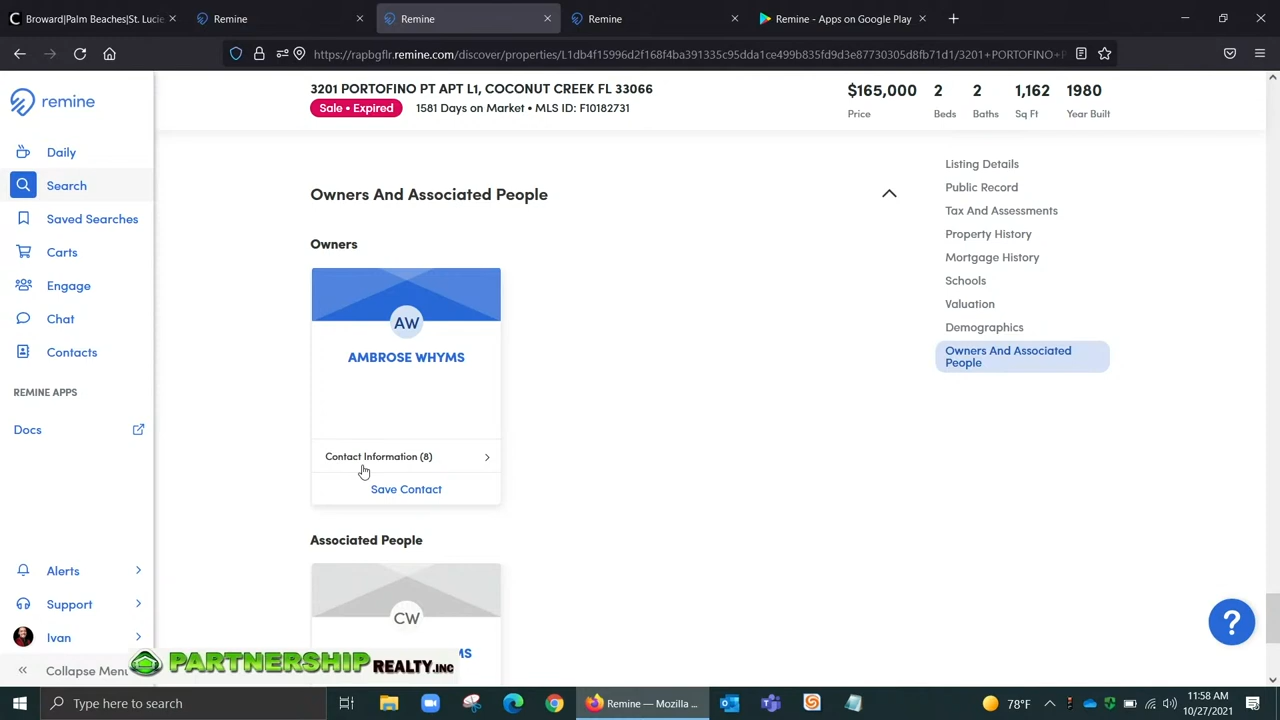 Broward|Palm Beaches|St. Lucie
Remine
Remine
Remine
Remine - Apps on Google Play
https://rapbgflr.remine.com/discover/properties/L1db4f15996d2f168f4ba391335c95dda1ce499b835fd9d3e87730305d8fb71d1/3201+PORTOFINO+P
remine
3201 PORTOFINO PT APT L1, COCONUT CREEK FL 33066
Sale • Expired 1581 Days on Market • MLS ID: F10182731
$165,000 2 2 1,162 1980
Price Beds Baths Sq Ft Year Built
Daily
Search
Saved Searches
Carts
Engage
Chat
Contacts
REMINE APPS
Docs
Alerts
Support
Ivan
Collapse Menu
Owners And Associated People
Owners
AW
AMBROSE WHYMS
Contact Information (8)
Save Contact
Associated People
CW
MS
Listing Details
Public Record
Tax And Assessments
Property History
Mortgage History
Schools
Valuation
Demographics
Owners And Associated
People
?
PARTNERSHIP REALTY.INC
Type here to search
Remine — Mozilla ...
78°F
11:58 AM
10/27/2021